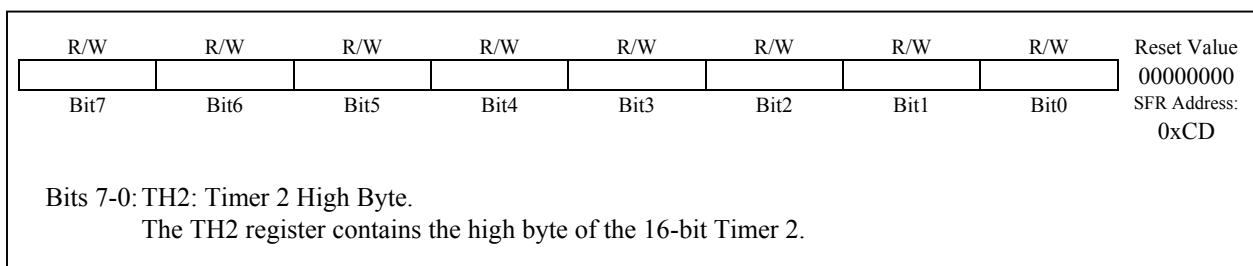 R/W R/W R/W R/W R/W R/W R/W R/W Reset Value
00000000
Bit7 Bit6 Bit5 Bit4 Bit3 Bit2 Bit1 Bit0 SFR Address:
0xCD
Bits 7-0: TH2: Timer 2 High Byte.
The TH2 register contains the high byte of the 16-bit Timer 2.